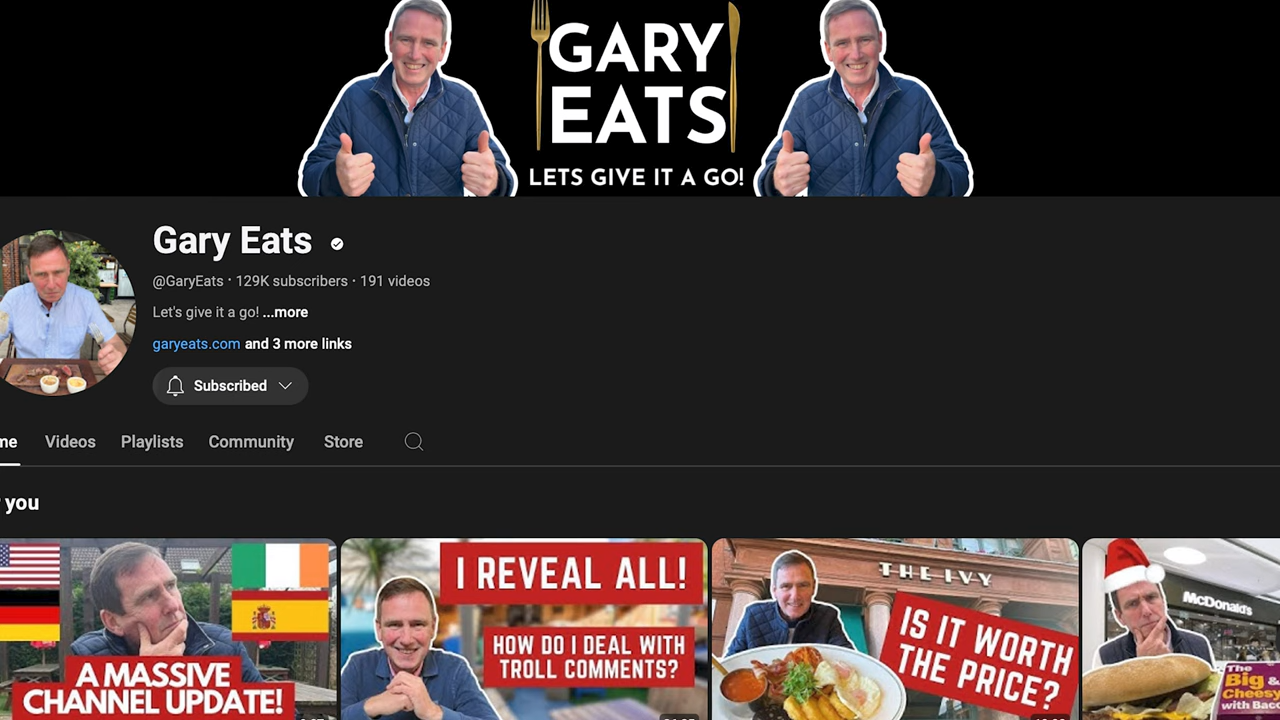 GARY
EATS
LETS GIVE IT A GO!
Gary Eats
@GaryEats · 129K subscribers · 191 videos
Let's give it a go! ...more
garyeats.com and 3 more links
Subscribed
me Videos Playlists Community Store
you
A MASSIVE
CHANNEL UPDATE!
I REVEAL ALL!
HOW DO I DEAL WITH
TROLL COMMENTS?
THE IVY
IS IT WORTH
THE PRICE?
McDonald's
The
Big &
Cheesy
with Baco